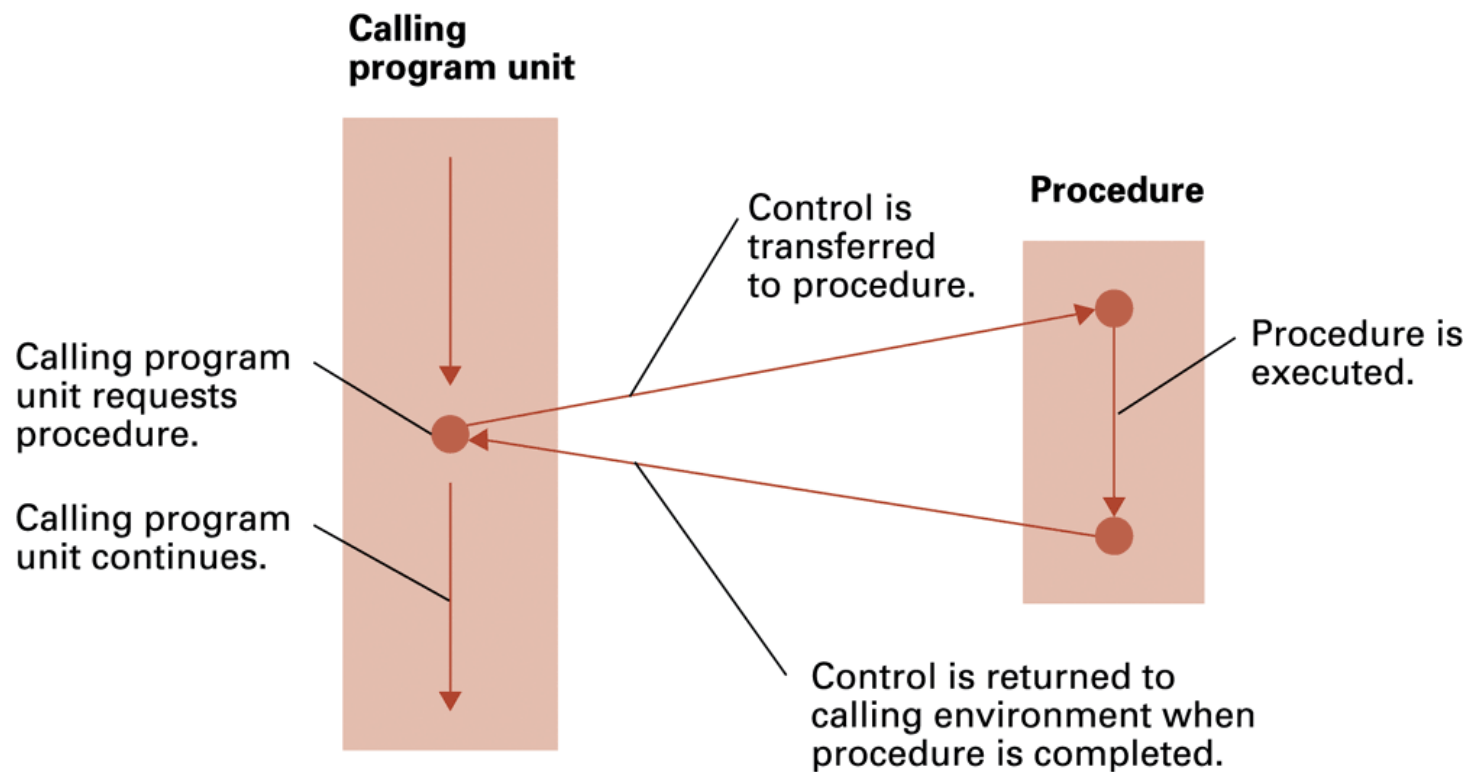 Calling
program unit
Control is
transferred
to procedure.
Procedure
Procedure is
executed.
Calling program
unit requests
procedure.
Calling program
unit continues.
Control is returned to
calling environment when
procedure is completed.